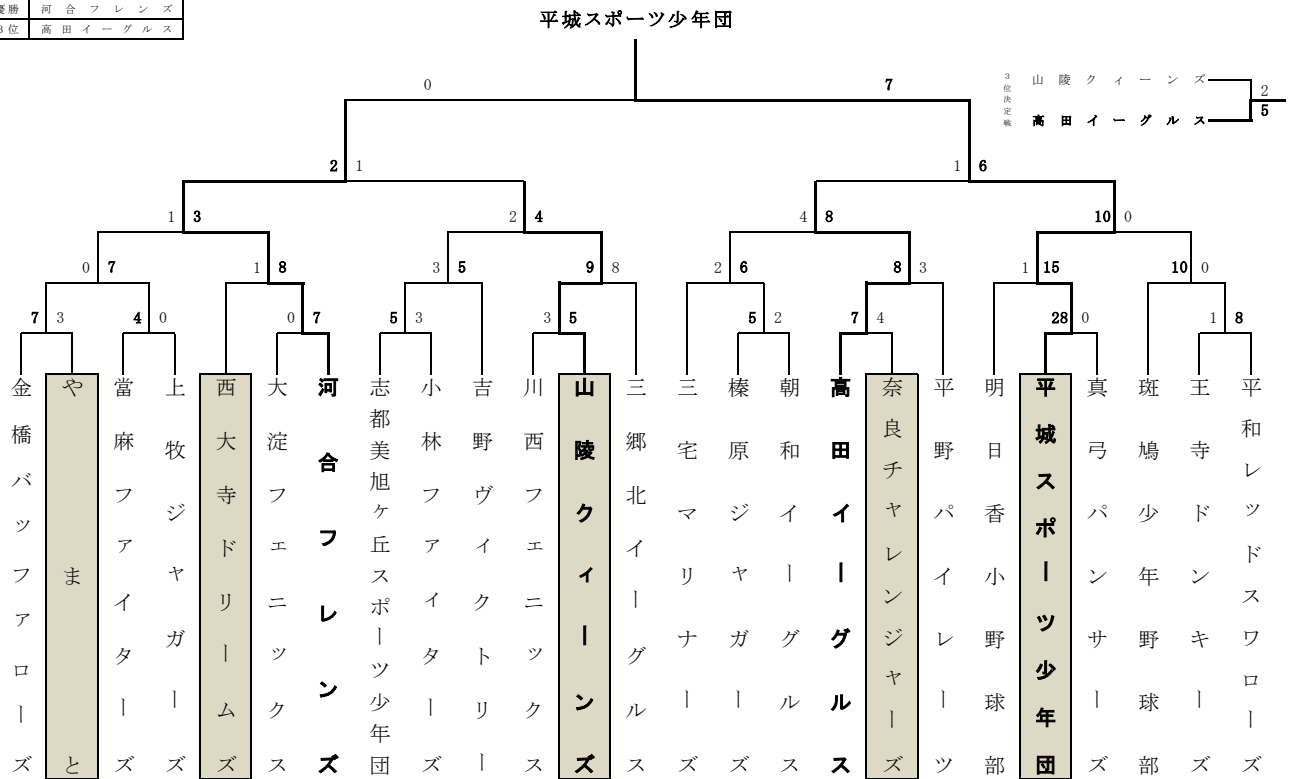 優勝 河合フレンズ
3位 高田イーグルス
平城スポーツ少年団
0 7
3位決定戦
山陵クィーンズ 2
高田イーグルス 5
2 1 1 6
1 3 2 4 4 8 10 0
0 7 1 8 3 5 9 8 2 6 8 3 1 15 10 0
7 3 4 0 0 7 5 3 3 5 5 2 7 4 28 0 1 8
金橋バッファローズ
やまと
當麻ファイターズ
上牧ジャガーズ
西大寺ドリームズ
大淀フェニックス
河合フレンズ
志都美旭ヶ丘スポーツ少年団
小林ファイターズ
吉野ヴィクトリー
川西フェニックス
山陵クィーンズ
三郷北イーグルス
三宅マリナーズ
榛原ジャガーズ
朝和イーグルス
高田イーグルス
奈良チャレンジャーズ
平野パイレーツ
明日香小野球部
平城スポーツ少年団
真弓パンサーズ
斑鳩少年野球部
王寺ドンキーズ
平和レッドスワローズ